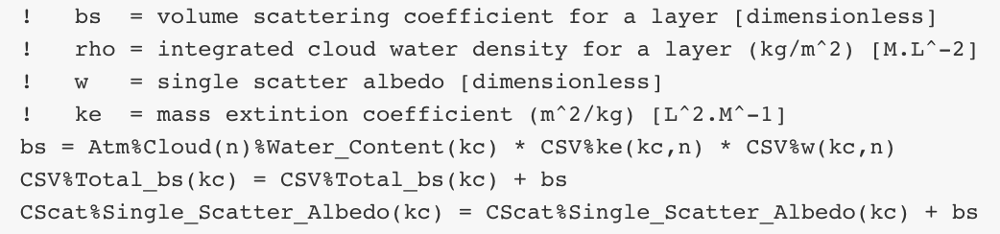 !   bs  = volume scattering coefficient for a layer [dimensionless]
!   rho = integrated cloud water density for a layer (kg/m^2) [M.L^-2]
!   w   = single scatter albedo [dimensionless]
!   ke  = mass extintion coefficient (m^2/kg) [L^2.M^-1]
bs = Atm%Cloud(n)%Water_Content(kc) * CSV%ke(kc,n) * CSV%w(kc,n)
CSV%Total_bs(kc) = CSV%Total_bs(kc) + bs
CScat%Single_Scatter_Albedo(kc) = CScat%Single_Scatter_Albedo(kc) + bs